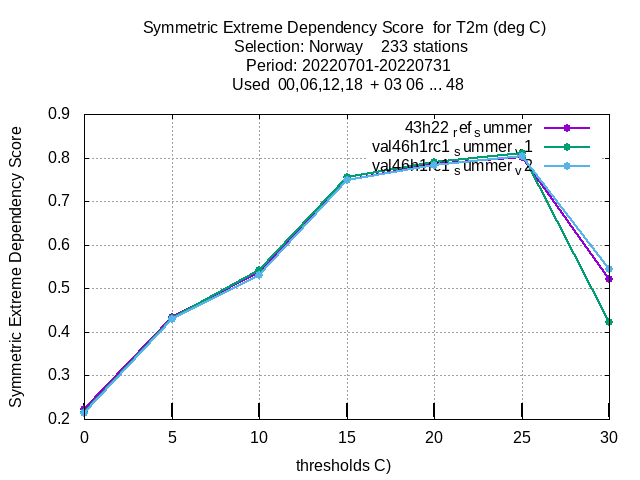 Symmetric Extreme Dependency Score for T2m (deg C)
Selection: Norway 233 stations
Period: 20220701-20220731
Used 00,06,12,18 + 03 06 ... 48
Symmetric Extreme Dependency Score
0.9
0.8
0.7
0.6
0.5
0.4
0.3
0.2
43h22 ref summer
val46h1rc1 summer v1
val46h1rc1 summer v2
0 5 10 15 20 25 30
thresholds C)